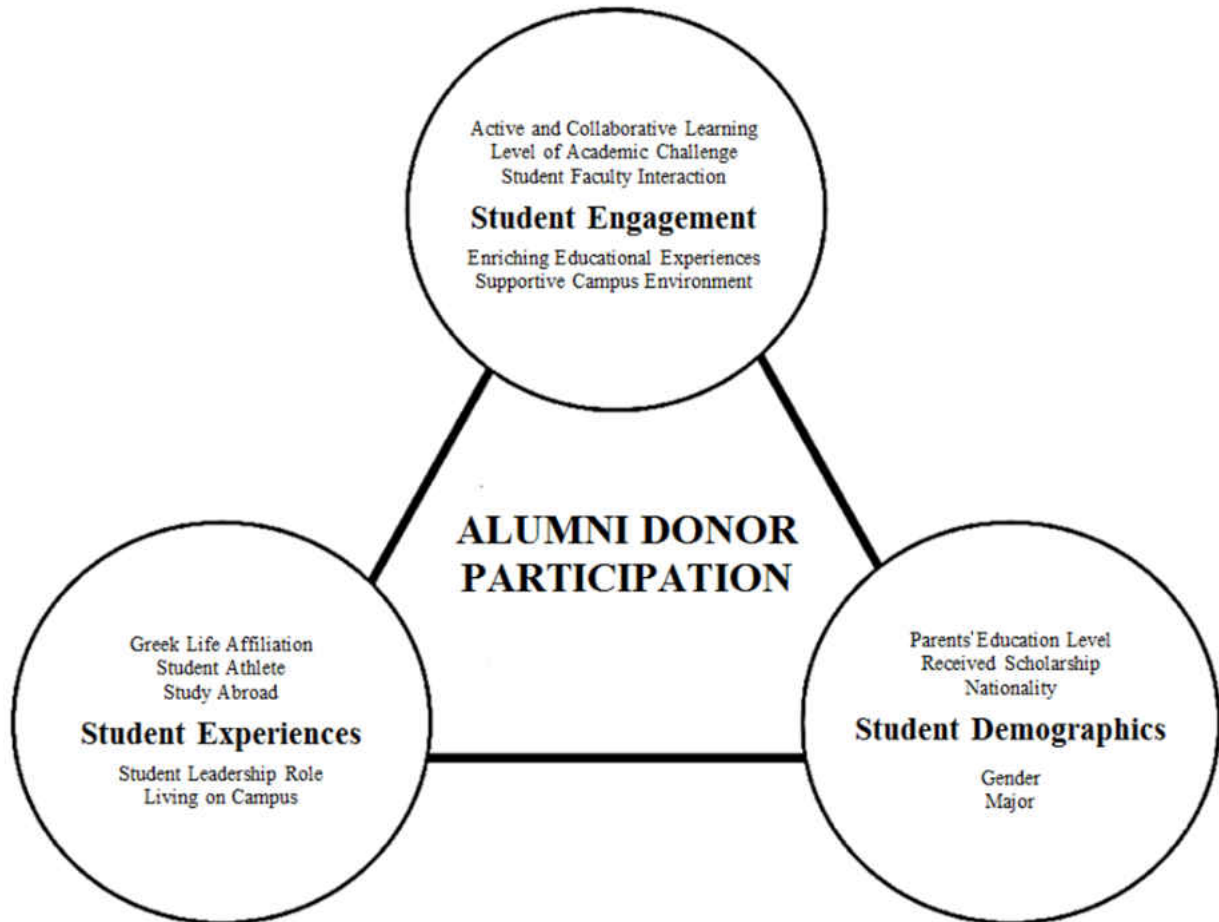 Active and Collaborative Learning
Level of Academic Challenge
Student Faculty Interaction
Student Engagement
Enriching Educational Experiences
Supportive Campus Environment
ALUMNI DONOR
PARTICIPATION
Greek Life Affiliation
Student Athlete
Study Abroad
Student Experiences
Student Leadership Role
Living on Campus
Parents' Education Level
Received Scholarship
Nationality
Student Demographics
Gender
Major